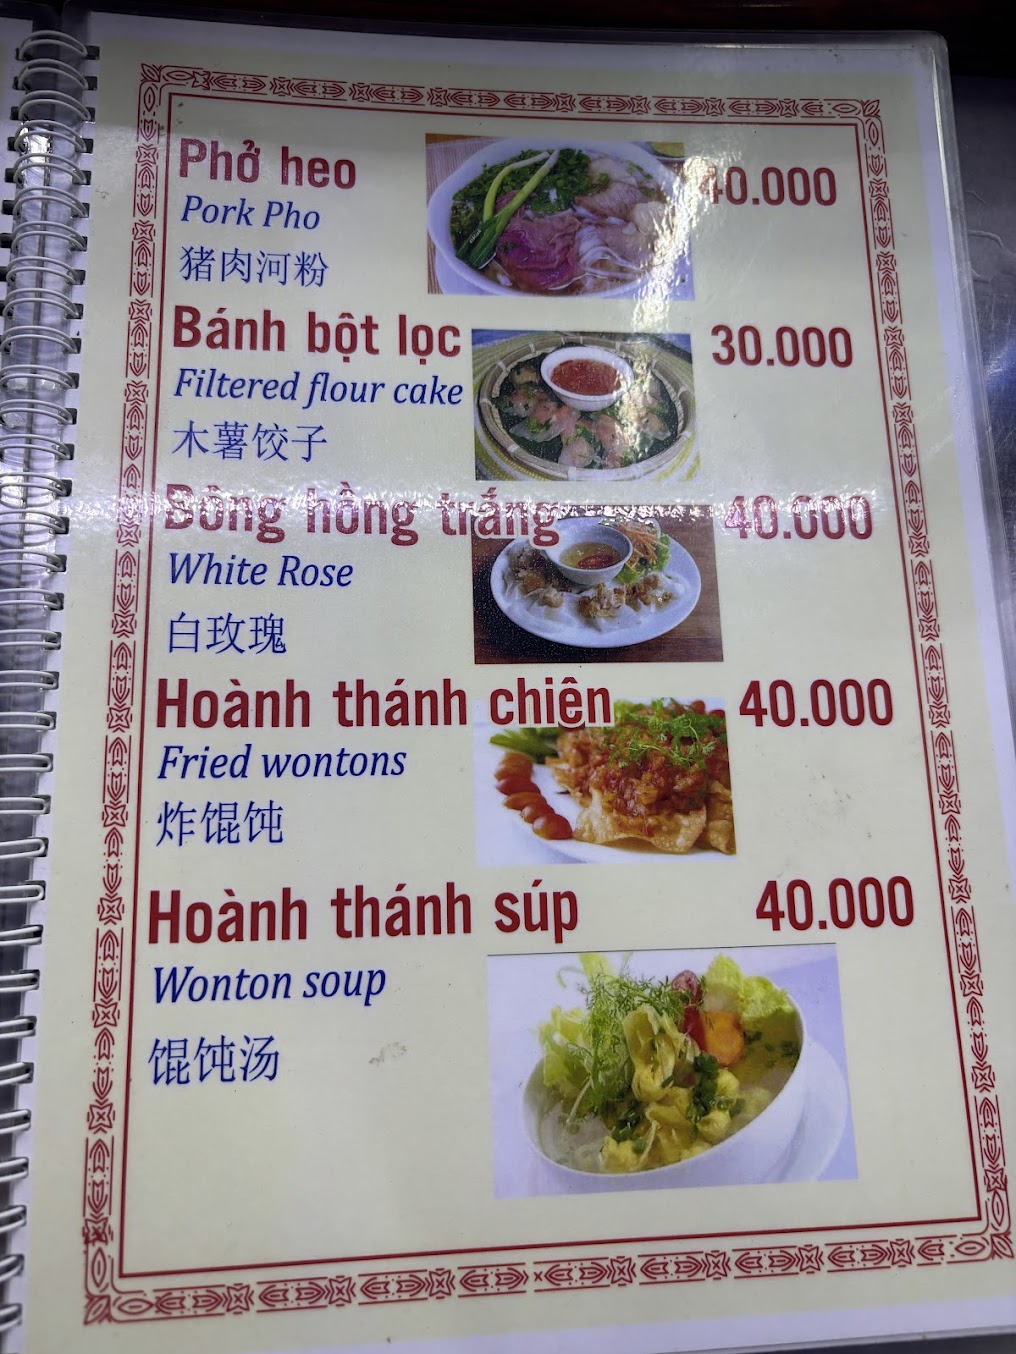 Phở heo
40.000
Pork Pho
猪肉河粉
Bánh bột lọc
30.000
Filtered flour cake
木薯饺子
Bông hồng trắng
40.000
White Rose
白玫瑰
Hoành thánh chiên
40.000
Fried wontons
炸馄饨
Hoành thánh súp
40.000
Wonton soup
馄饨汤